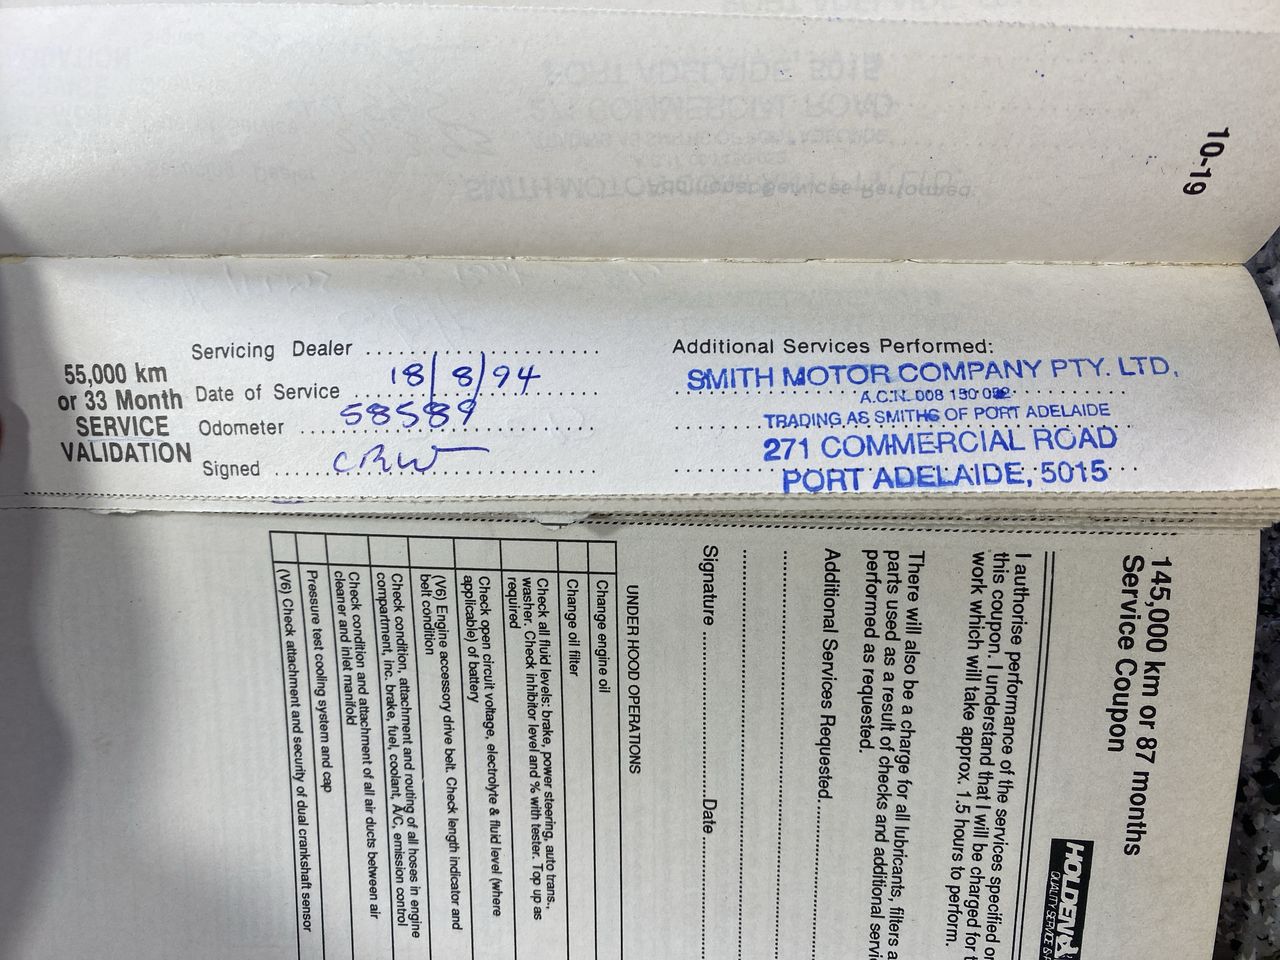 10-19
55,000 km
or 33 Month
SERVICE
VALIDATION
Servicing Dealer ....................
Date of Service 18/8/94
Odometer 58589
Signed CRW
Additional Services Performed:
SMITH MOTOR COMPANY PTY. LTD.
A.C.N. 008
TRADING AS SMITHS OF PORT ADELAIDE
271 COMMERCIAL ROAD
PORT ADELAIDE, 5015
145,000 km or 87 months
Service Coupon
HOLDEN
QUALITY SERVICE &
I authorise performance of the services specified
this coupon. I understand that I will be charged for
work which will take approx. 1.5 hours to perform.
There will also be a charge for all lubricants, filters
parts used as a result of checks and additional
performed as requested.
Additional Services Requested
Signature .................... Date ....................
UNDER HOOD OPERATIONS
Change engine oil
Change oil filter
Check all fluid levels: brake, power steering, auto trans.,
washer. Check inhibitor level and % with tester. Top up as
required
Check open circuit voltage, electrolyte & fluid level (where
applicable) of battery
(V6) Engine accessory drive belt. Check length indicator and
belt condition
Check condition, attachment and routing of all hoses in engine
compartment, inc. brake, fuel, coolant, A/C, emission control
Check condition and attachment of all air ducts between air
cleaner and inlet manifold
Pressure test cooling system and cap
(V6) Check attachment and security of dual crankshaft sensor